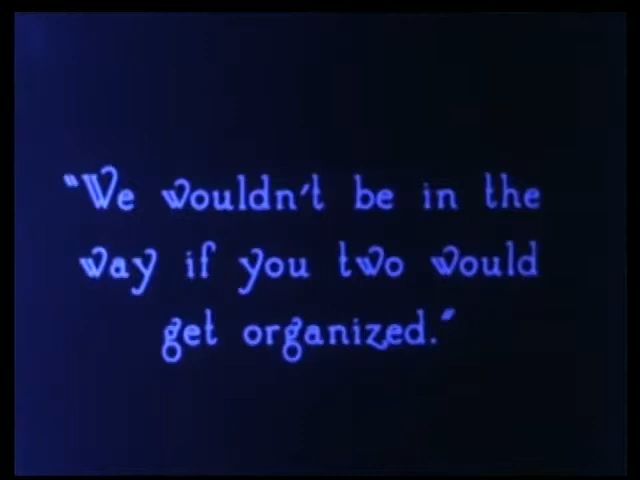 "We wouldn't be in the
way if you two would
get organized."